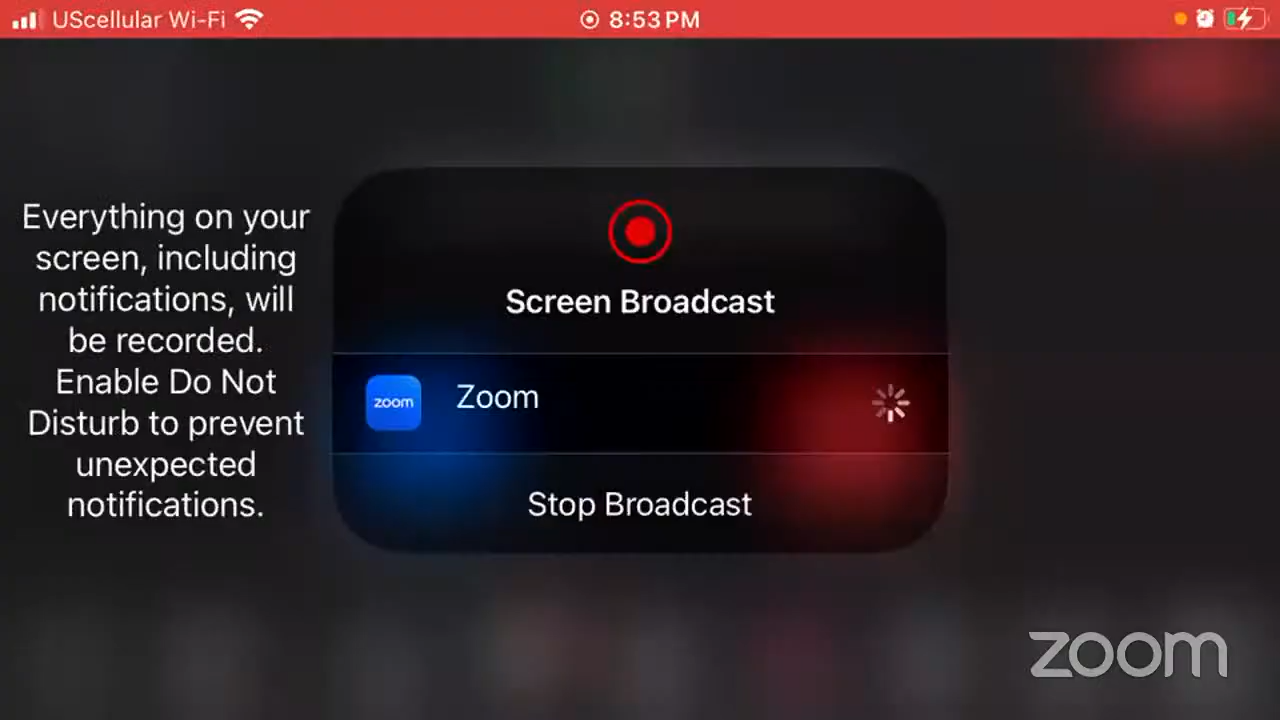 UScellular Wi-Fi
8:53 PM
Everything on your
screen, including
notifications, will
be recorded.
Enable Do Not
Disturb to prevent
unexpected
notifications.
Screen Broadcast
zoom
Zoom
Stop Broadcast
zoom